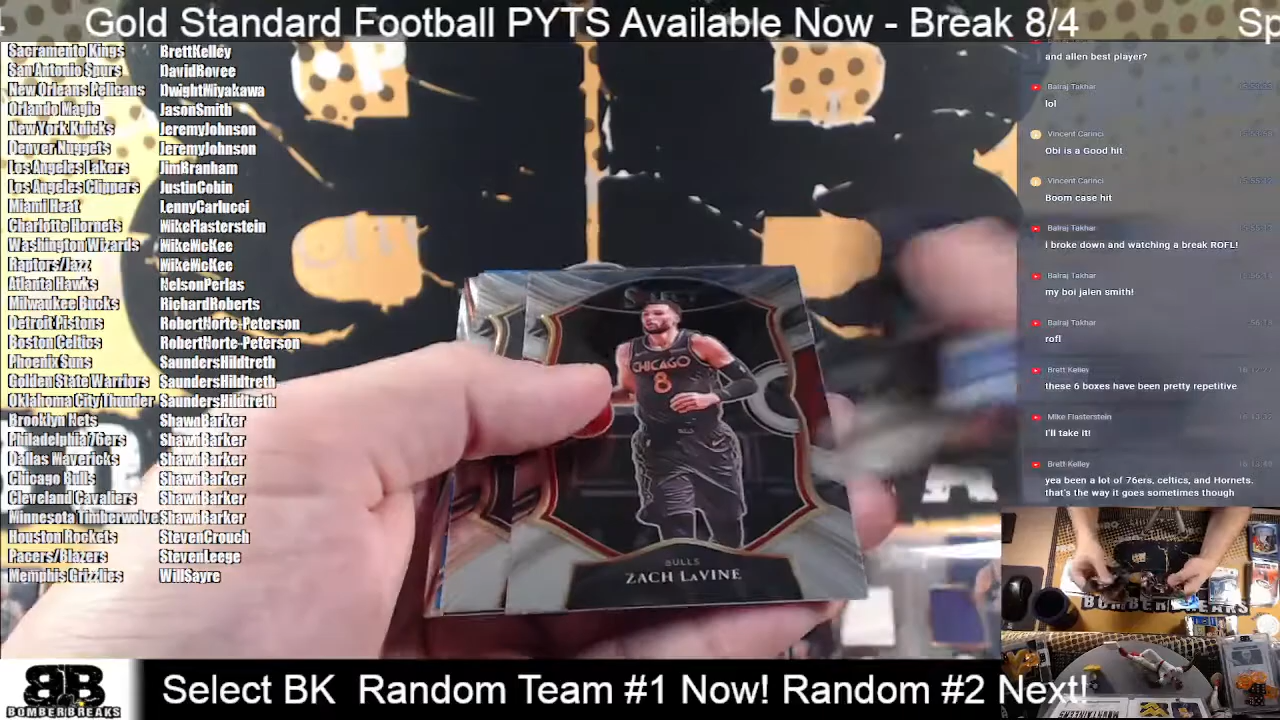 Gold Standard Football PYTS Available Now - Break 8/4
Sp
Sacramento Kings BrettKelley
San Antonio Spurs DavidBovee
New Orleans Pelicans DwightMiyakawa
Orlando Magic JasonSmith
New York Knicks JeremyJohnson
Denver Nuggets JeremyJohnson
Los Angeles Lakers JimBranham
Los Angeles Clippers JustinCobin
Miami Heat LennyCarlucci
Charlotte Hornets MikeFlasterstein
Washington Wizards MikeMcKee
Raptors/Jazz MikeMcKee
Atlanta Hawks NelsonPerlas
Milwaukee Bucks RichardRoberts
Detroit Pistons RobertNorte-Peterson
Boston Celtics RobertNorte-Peterson
Phoenix Suns SaundersHildtreth
Golden State Warriors SaundersHildtreth
Oklahoma City Thunder SaundersHildtreth
Brooklyn Nets ShawnBarker
Philadelphia 76ers ShawnBarker
Dallas Mavericks ShawnBarker
Chicago Bulls ShawnBarker
Cleveland Cavaliers ShawnBarker
Minnesota Timberwolve ShawnBarker
Houston Rockets StevenCrouch
Pacers/Blazers StevenLeege
Memphis Grizzlies WillSayre
SELECT
CHICAGO
8
BULLS
ZACH LaVINE
and allen best player?
Balraj Takhar
lol
Vincent Carinci
Obi is a Good hit
Vincent Carinci
Boom case hit
Balraj Takhar
i broke down and watching a break ROFL!
Balraj Takhar
my boi jalen smith!
Balraj Takhar
rofl
Brett Kelley
these 6 boxes have been pretty repetitive
Mike Flasterstein
I'll take it!
Brett Kelley
yea been a lot of 76ers, celtics, and Hornets.
that's the way it goes sometimes though
BOMBERBREAKS
BB
BOMBERBREAKS
Select BK Random Team #1 Now! Random #2 Next!